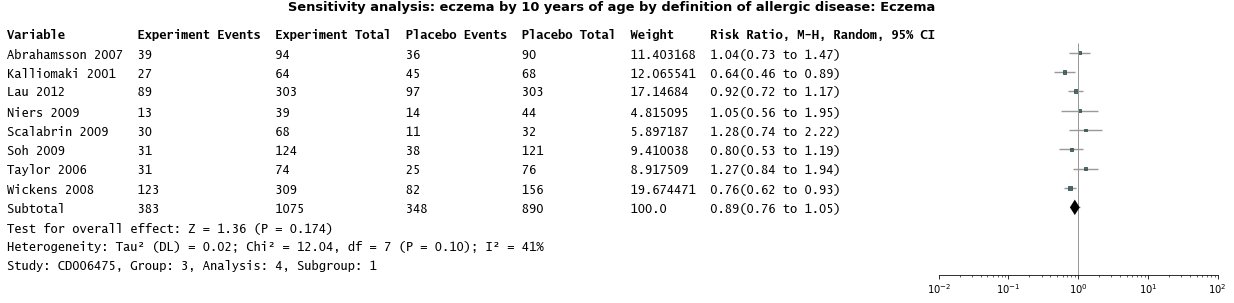 Sensitivity analysis: eczema by 10 years of age by definition of allergic disease: Eczema
Variable Experiment Events Experiment Total Placebo Events Placebo Total Weight Risk Ratio, M-H, Random, 95% CI
Abrahamsson 2007 39 94 36 90 11.403168 1.04(0.73 to 1.47)
Kalliomaki 2001 27 64 45 68 12.065541 0.64(0.46 to 0.89)
Lau 2012 89 303 97 303 17.14684 0.92(0.72 to 1.17)
Niers 2009 13 39 14 44 4.815095 1.05(0.56 to 1.95)
Scalabrin 2009 30 68 11 32 5.897187 1.28(0.74 to 2.22)
Soh 2009 31 124 38 121 9.410038 0.80(0.53 to 1.19)
Taylor 2006 31 74 25 76 8.917509 1.27(0.84 to 1.94)
Wickens 2008 123 309 82 156 19.674471 0.76(0.62 to 0.93)
Subtotal 383 1075 348 890 100.0 0.89(0.76 to 1.05)
Test for overall effect: Z = 1.36 (P = 0.174)
Heterogeneity: Tau² (DL) = 0.02; Chi² = 12.04, df = 7 (P = 0.10); I² = 41%
Study: CD006475, Group: 3, Analysis: 4, Subgroup: 1
10⁻² 10⁻¹ 10⁰ 10¹ 10²